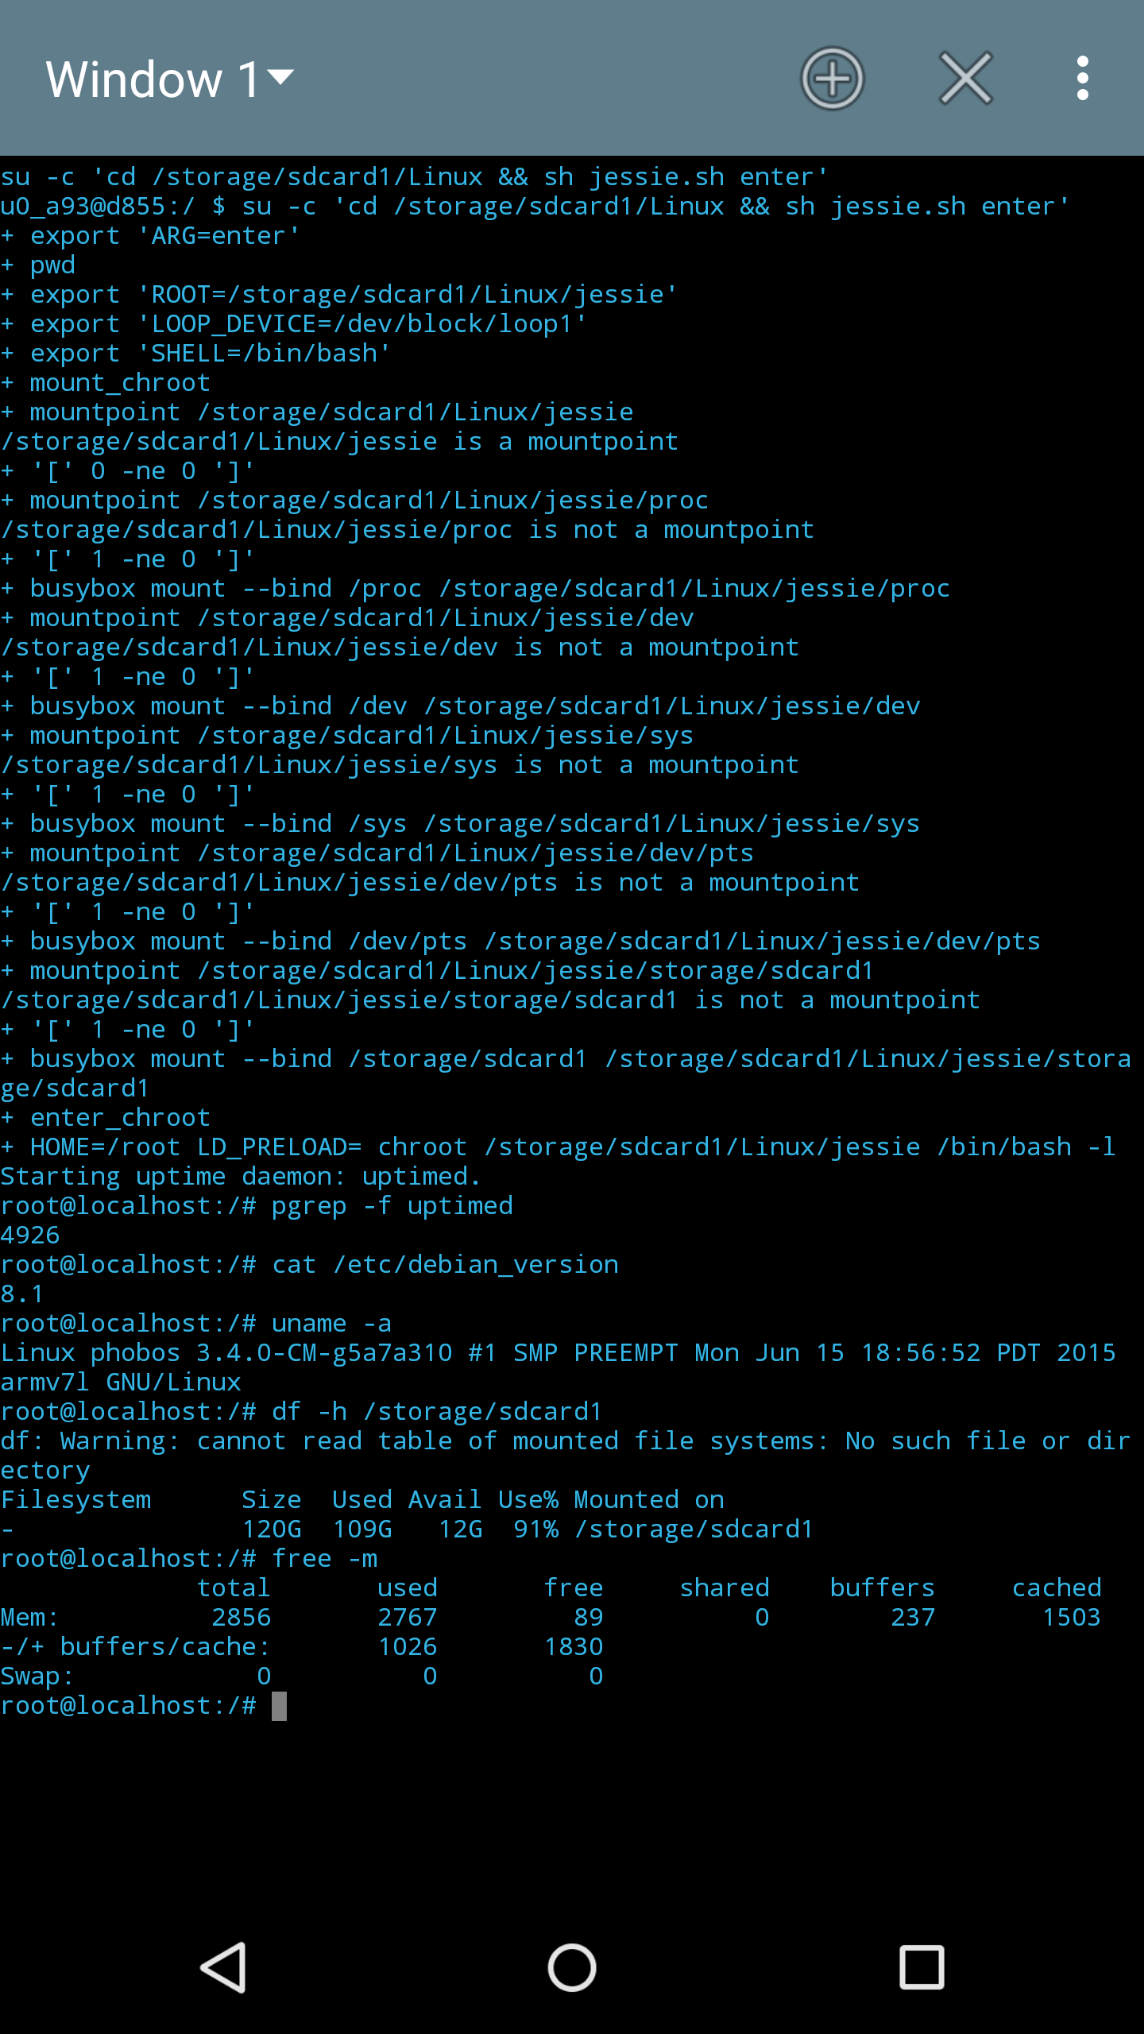 Window 1
su -c 'cd /storage/sdcard1/Linux && sh jessie.sh enter'
u0_a93@d855:/ $ su -c 'cd /storage/sdcard1/Linux && sh jessie.sh enter'
+ export 'ARG=enter'
+ pwd
+ export 'ROOT=/storage/sdcard1/Linux/jessie'
+ export 'LOOP_DEVICE=/dev/block/loop1'
+ export 'SHELL=/bin/bash'
+ mount_chroot
+ mountpoint /storage/sdcard1/Linux/jessie
/storage/sdcard1/Linux/jessie is a mountpoint
+ '[' 0 -ne 0 ']'
+ mountpoint /storage/sdcard1/Linux/jessie/proc
/storage/sdcard1/Linux/jessie/proc is not a mountpoint
+ '[' 1 -ne 0 ']'
+ busybox mount --bind /proc /storage/sdcard1/Linux/jessie/proc
+ mountpoint /storage/sdcard1/Linux/jessie/dev
/storage/sdcard1/Linux/jessie/dev is not a mountpoint
+ '[' 1 -ne 0 ']'
+ busybox mount --bind /dev /storage/sdcard1/Linux/jessie/dev
+ mountpoint /storage/sdcard1/Linux/jessie/sys
/storage/sdcard1/Linux/jessie/sys is not a mountpoint
+ '[' 1 -ne 0 ']'
+ busybox mount --bind /sys /storage/sdcard1/Linux/jessie/sys
+ mountpoint /storage/sdcard1/Linux/jessie/dev/pts
/storage/sdcard1/Linux/jessie/dev/pts is not a mountpoint
+ '[' 1 -ne 0 ']'
+ busybox mount --bind /dev/pts /storage/sdcard1/Linux/jessie/dev/pts
+ mountpoint /storage/sdcard1/Linux/jessie/storage/sdcard1
/storage/sdcard1/Linux/jessie/storage/sdcard1 is not a mountpoint
+ '[' 1 -ne 0 ']'
+ busybox mount --bind /storage/sdcard1 /storage/sdcard1/Linux/jessie/stora
ge/sdcard1
+ enter_chroot
+ HOME=/root LD_PRELOAD= chroot /storage/sdcard1/Linux/jessie /bin/bash -l
Starting uptime daemon: uptimed.
root@localhost:/# pgrep -f uptimed
4926
root@localhost:/# cat /etc/debian_version
8.1
root@localhost:/# uname -a
Linux phobos 3.4.0-CM-g5a7a310 #1 SMP PREEMPT Mon Jun 15 18:56:52 PDT 2015
armv7l GNU/Linux
root@localhost:/# df -h /storage/sdcard1
df: Warning: cannot read table of mounted file systems: No such file or dir
ectory
Filesystem      Size  Used Avail Use% Mounted on
-               120G  109G   12G  91% /storage/sdcard1
root@localhost:/# free -m
             total       used       free     shared    buffers     cached
Mem:          2856       2767         89          0        237       1503
-/+ buffers/cache:       1026       1830
Swap:            0          0          0
root@localhost:/#